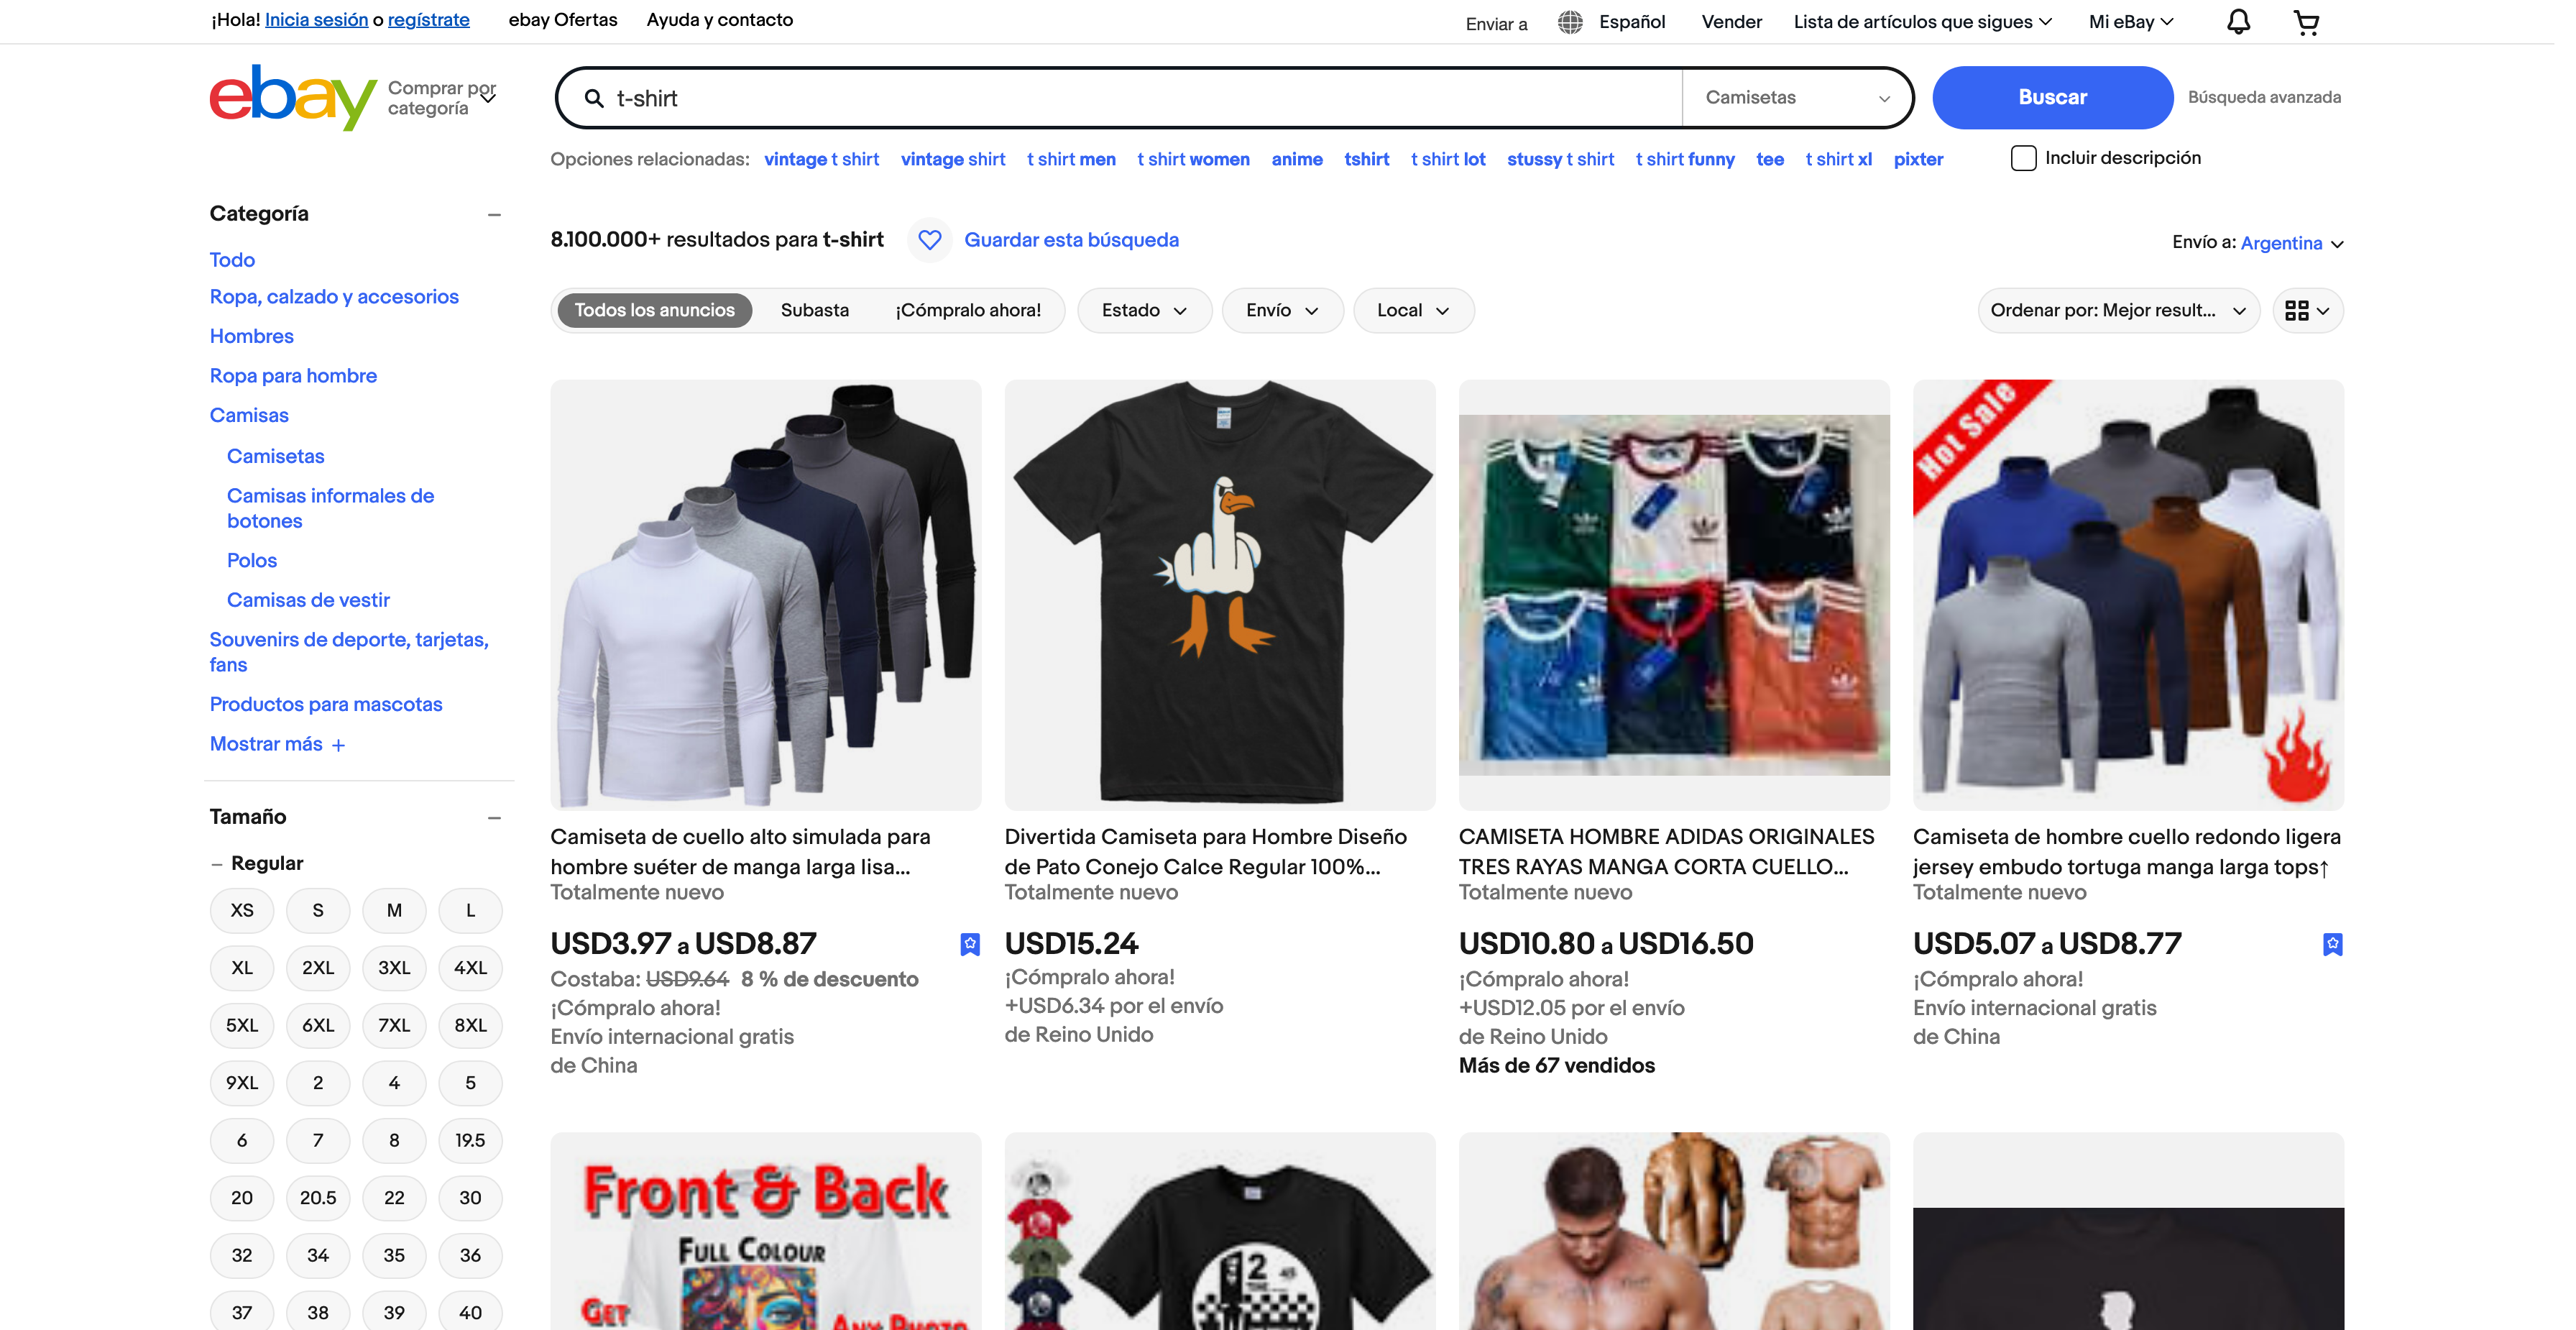 ¡Hola! Inicia sesión o regístrate
ebay Ofertas
Ayuda y contacto
Enviar a
Español
Vender
Lista de artículos que sigues
Mi eBay
ebay
Comprar por
categoría
t-shirt
Camisetas
Buscar
Búsqueda avanzada
Opciones relacionadas: vintage t shirt vintage shirt t shirt men t shirt women anime tshirt t shirt lot stussy t shirt t shirt funny tee t shirt xl pixter
Incluir descripción
Categoría
Todo
Ropa, calzado y accesorios
Hombres
Ropa para hombre
Camisas
Camisetas
Camisas informales de
botones
Polos
Camisas de vestir
Souvenirs de deporte, tarjetas,
fans
Productos para mascotas
Mostrar más
Tamaño
Regular
XS S M L
XL 2XL 3XL 4XL
5XL 6XL 7XL 8XL
9XL 2 4 5
6 7 8 19.5
20 20.5 22 30
32 34 35 36
37 38 39 40
8.100.000+ resultados para t-shirt
Guardar esta búsqueda
Envío a: Argentina
Todos los anuncios
Subasta
¡Cómpralo ahora!
Estado
Envío
Local
Ordenar por: Mejor result...
Camiseta de cuello alto simulada para
hombre suéter de manga larga lisa...
Totalmente nuevo
USD3.97 a USD8.87
Costaba: USD9.64 8 % de descuento
¡Cómpralo ahora!
Envío internacional gratis
de China
Divertida Camiseta para Hombre Diseño
de Pato Conejo Calce Regular 100%...
Totalmente nuevo
USD15.24
¡Cómpralo ahora!
+USD6.34 por el envío
de Reino Unido
CAMISETA HOMBRE ADIDAS ORIGINALES
TRES RAYAS MANGA CORTA CUELLO...
Totalmente nuevo
USD10.80 a USD16.50
¡Cómpralo ahora!
+USD12.05 por el envío
de Reino Unido
Más de 67 vendidos
Hot Sale
Camiseta de hombre cuello redondo ligera
jersey embudo tortuga manga larga tops↑
Totalmente nuevo
USD5.07 a USD8.77
¡Cómpralo ahora!
Envío internacional gratis
de China
Front & Back
Full Colour
Get
Any Photo
2